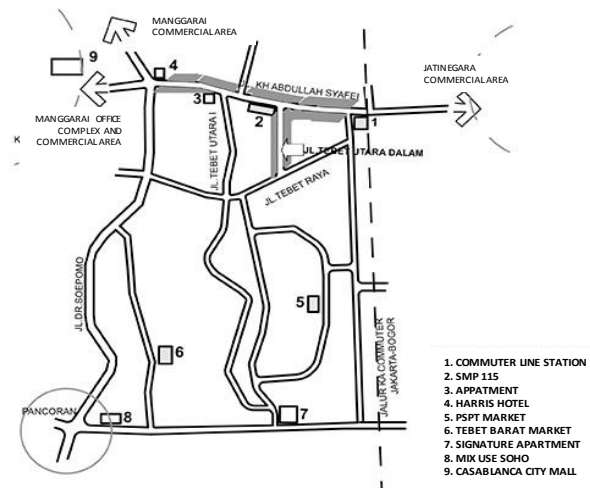 MANGGARAI
COMMERCIAL AREA
9
4
JATINEGARA
COMMERCIAL AREA
JL. KH ABDULLAH SYAFEI
3
2
1
MANGGARAI OFFICE
COMPLEX AND
COMMERCIAL AREA
K
JL.TEBET UTARA I
JL.TEBET UTARA DALAM
JL.TEBET RAYA
JL.DR.SOEPOMO
5
6
JALUR KA COMMUTER
JAKARTA-BOGOR
PANCORAN
8
7
1. COMMUTER LINE STATION
2. SMP 115
3. APPATMENT
4. HARRIS HOTEL
5. PSPT MARKET
6. TEBET BARAT MARKET
7. SIGNATURE APARTMENT
8. MIX USE SOHO
9. CASABLANCA CITY MALL